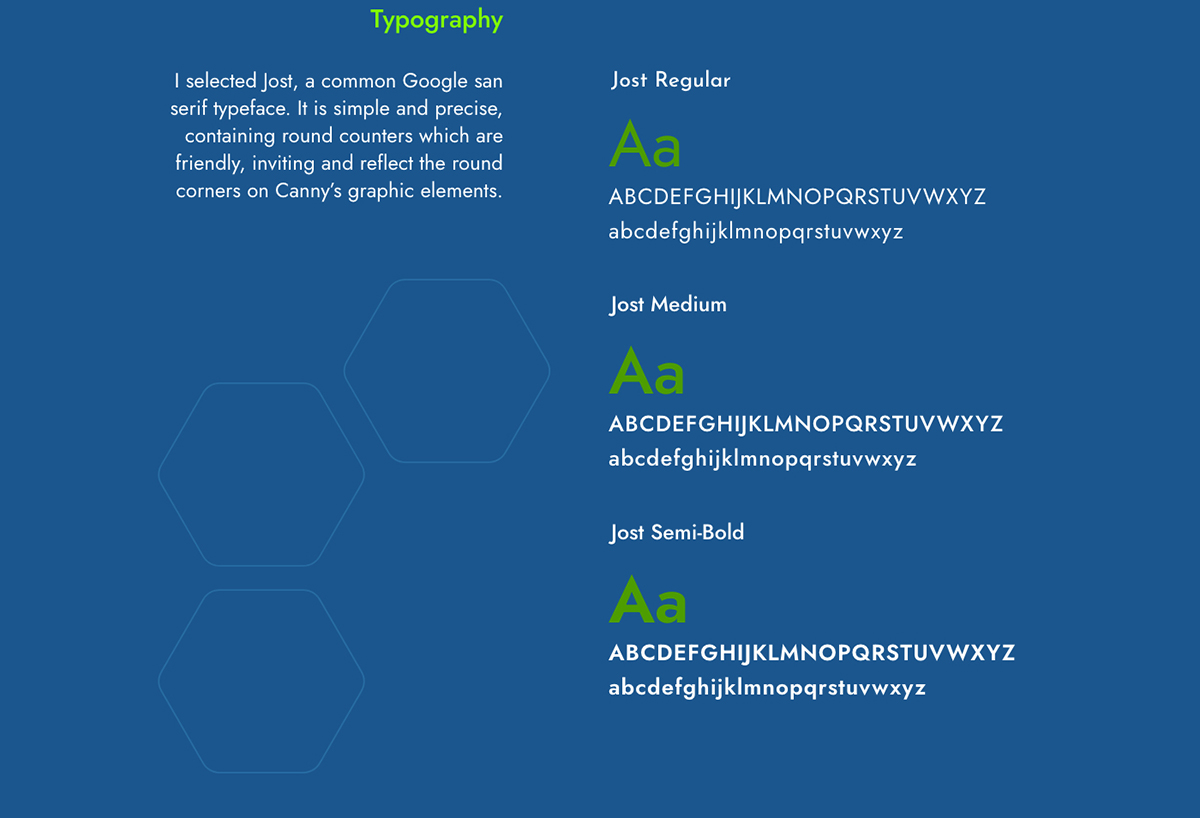 Typography
I selected Jost, a common Google san
serif typeface. It is simple and precise,
containing round counters which are
friendly, inviting and reflect the round
corners on Canny's graphic elements.
Jost Regular
Aa
ABCDEFGHIJKLMNOPQRSTUVWXYZ
abcdefghijklmnopqrstuvwxyz
Jost Medium
Aa
ABCDEFGHIJKLMNOPQRSTUVWXYZ
abcdefghijklmnopqrstuvwxyz
Jost Semi-Bold
Aa
ABCDEFGHIJKLMNOPQRSTUVWXYZ
abcdefghijklmnopqrstuvwxyz